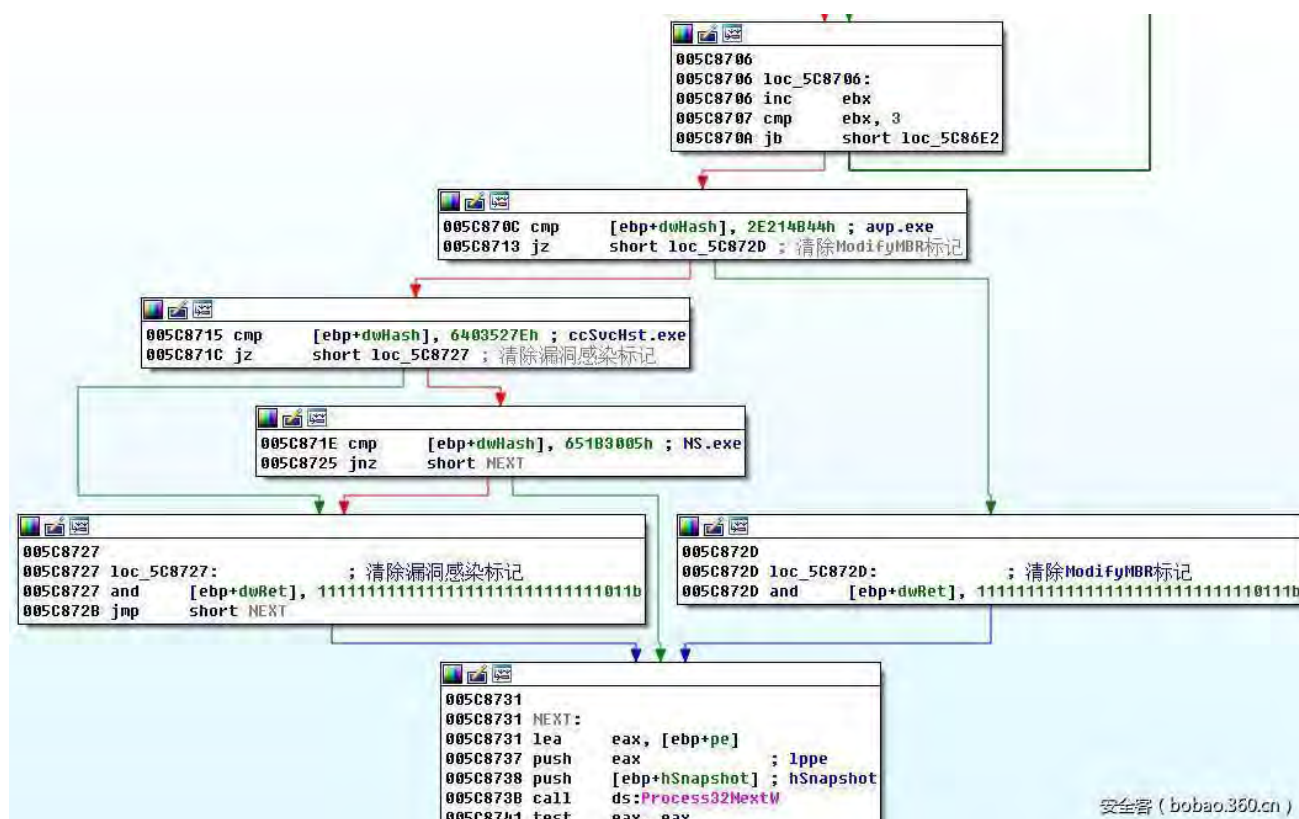 005C8706
005C8706 loc_5C8706:
005C8706 inc ebx
005C8707 cmp ebx, 3
005C870A jb short loc_5C86E2
005C870C cmp [ebp+dwHash], 2E214B44h ; avp.exe
005C8713 jz short loc_5C872D ; 清除ModifyMBR标记
005C8715 cmp [ebp+dwHash], 6403527Eh ; ccSvcHst.exe
005C871C jz short loc_5C8727 ; 清除漏洞感染标记
005C871E cmp [ebp+dwHash], 651B3005h ; NS.exe
005C8725 jnz short NEXT
005C8727
005C8727 loc_5C8727: ; 清除漏洞感染标记
005C8727 and [ebp+dwRet], 11111111111111111111111111111011b
005C872B jmp short NEXT
005C872D
005C872D loc_5C872D: ; 清除ModifyMBR标记
005C872D and [ebp+dwRet], 11111111111111111111111111110111b
005C8731
005C8731 NEXT:
005C8731 lea eax, [ebp+pe]
005C8737 push eax ; lppe
005C8738 push [ebp+hSnapshot] ; hSnapshot
005C873B call ds:Process32NextW
005C8741 test eax, eax
安全客 ( bobao.360.cn )